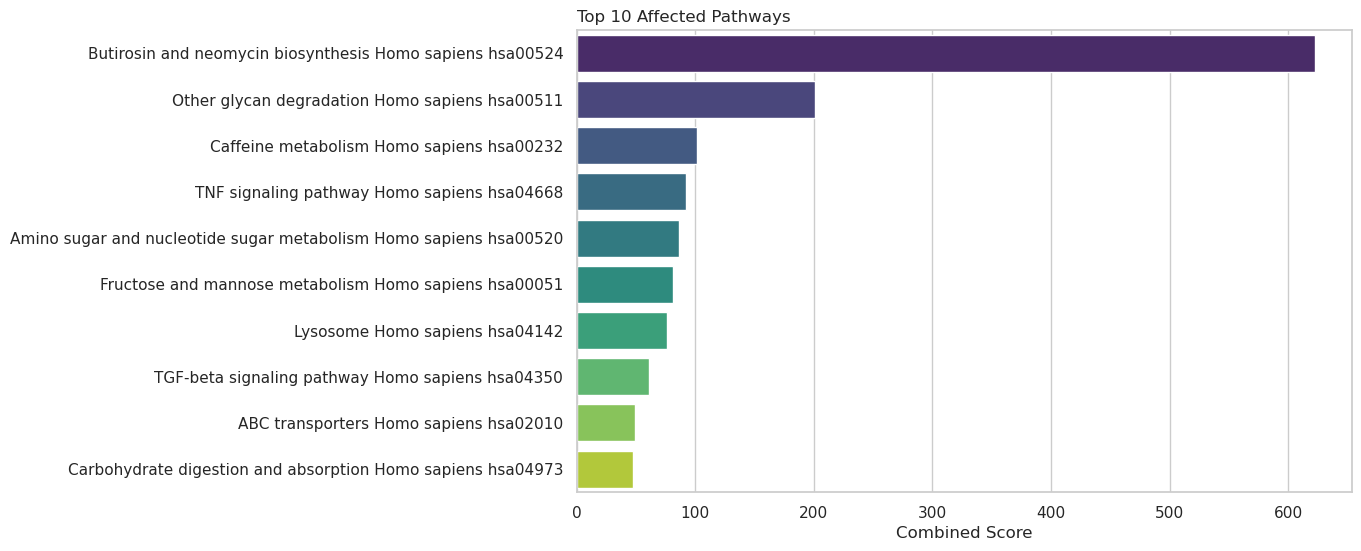 Top 10 Affected Pathways
Butirosin and neomycin biosynthesis Homo sapiens hsa00524
Other glycan degradation Homo sapiens hsa00511
Caffeine metabolism Homo sapiens hsa00232
TNF signaling pathway Homo sapiens hsa04668
Amino sugar and nucleotide sugar metabolism Homo sapiens hsa00520
Fructose and mannose metabolism Homo sapiens hsa00051
Lysosome Homo sapiens hsa04142
TGF-beta signaling pathway Homo sapiens hsa04350
ABC transporters Homo sapiens hsa02010
Carbohydrate digestion and absorption Homo sapiens hsa04973
0 100 200 300 400 500 600
Combined Score